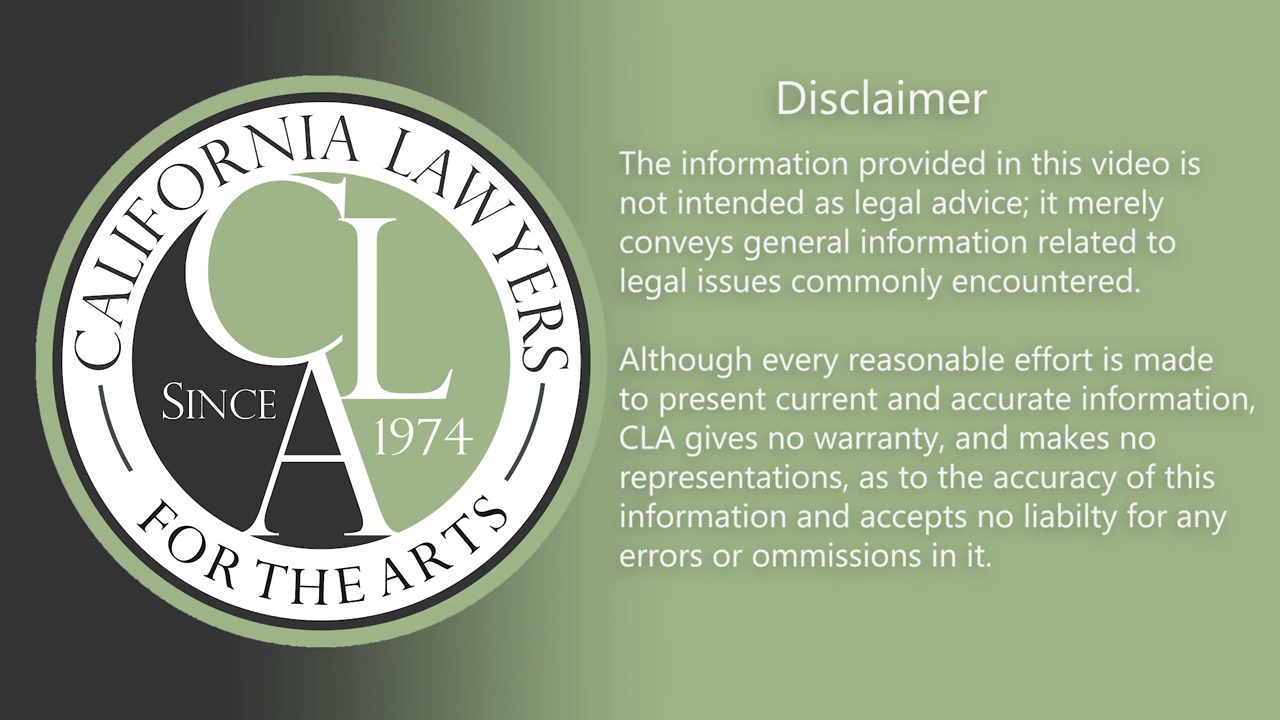 CALIFORNIA LAWYERS
CLA
SINCE
1974
FOR THE ARTS
Disclaimer
The information provided in this video is
not intended as legal advice; it merely
conveys general information related to
legal issues commonly encountered.
Although every reasonable effort is made
to present current and accurate information,
CLA gives no warranty, and makes no
representations, as to the accuracy of this
information and accepts no liabilty for any
errors or ommissions in it.